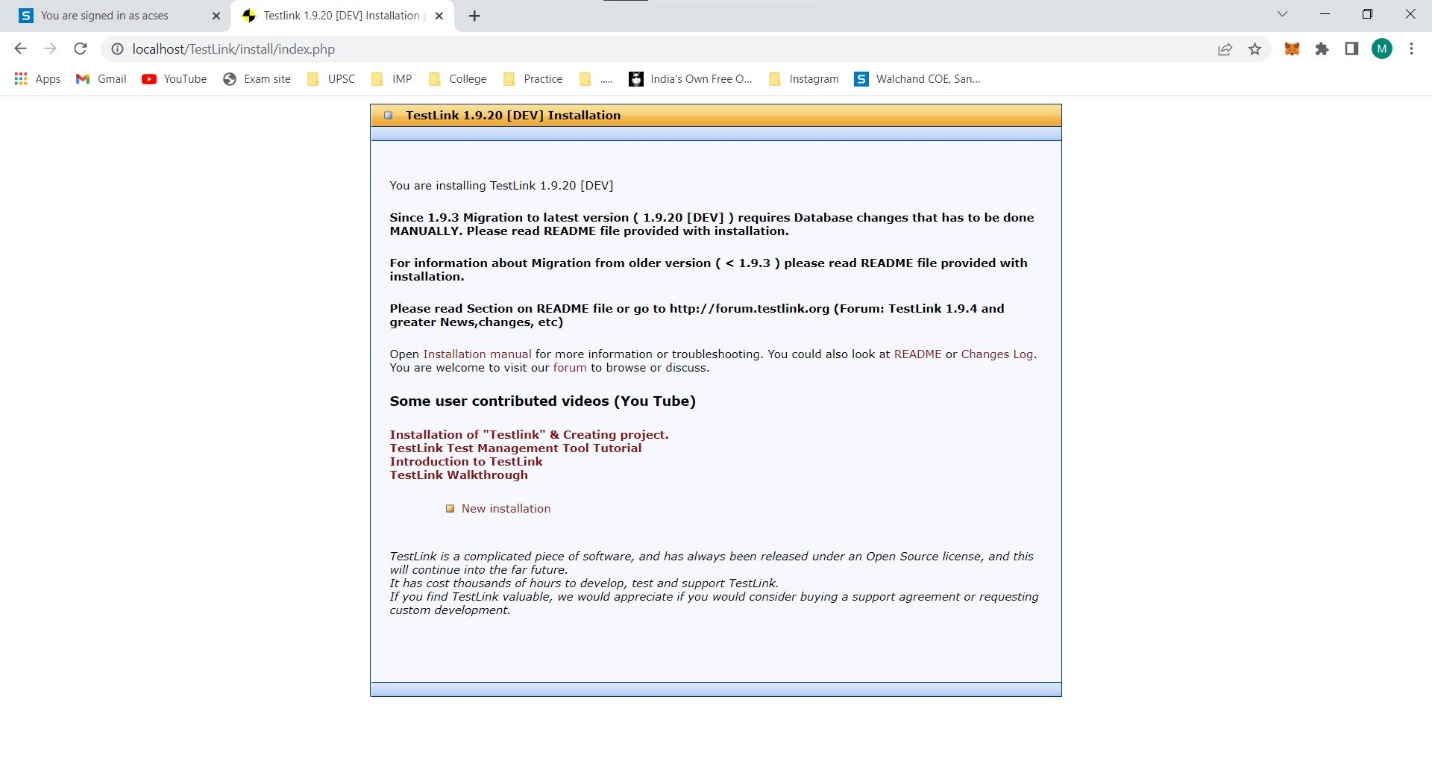 You are signed in as acses
Testlink 1.9.20 [DEV] Installation
localhost/TestLink/install/index.php
M
Apps Gmail YouTube Exam site UPSC IMP College Practice ..... India's Own Free O... Instagram S Walchand COE, San...
TestLink 1.9.20 [DEV] Installation
You are installing TestLink 1.9.20 [DEV]
Since 1.9.3 Migration to latest version ( 1.9.20 [DEV] ) requires Database changes that has to be done
MANUALLY. Please read README file provided with installation.
For information about Migration from older version ( < 1.9.3 ) please read README file provided with
installation.
Please read Section on README file or go to http://forum.testlink.org (Forum: TestLink 1.9.4 and
greater News,changes, etc)
Open Installation manual for more information or troubleshooting. You could also look at README or Changes Log.
You are welcome to visit our forum to browse or discuss.
Some user contributed videos (You Tube)
Installation of "Testlink" & Creating project.
TestLink Test Management Tool Tutorial
Introduction to TestLink
TestLink Walkthrough
New installation
TestLink is a complicated piece of software, and has always been released under an Open Source license, and this
will continue into the far future.
It has cost thousands of hours to develop, test and support TestLink.
If you find TestLink valuable, we would appreciate if you would consider buying a support agreement or requesting
custom development.